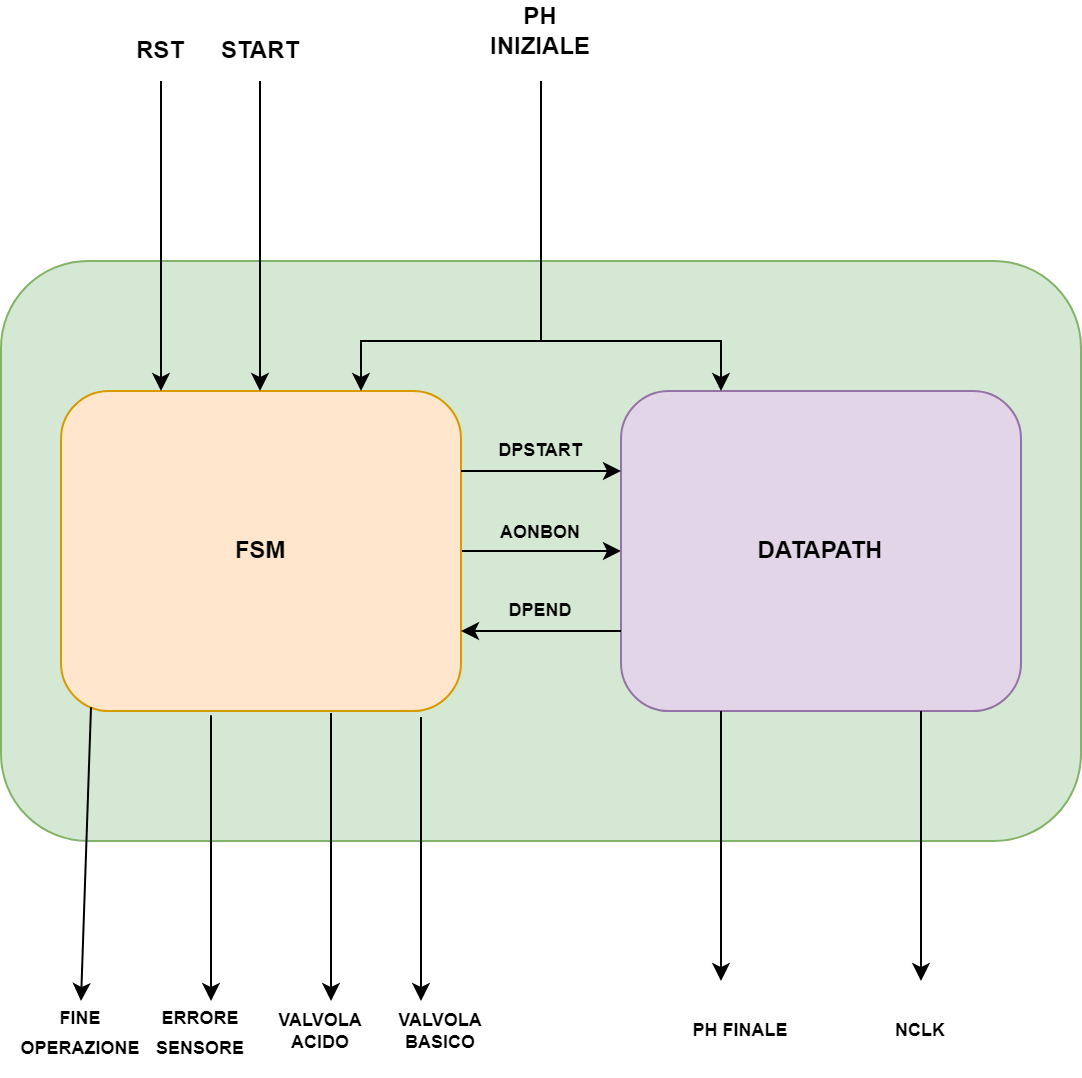 PH
INIZIALE
RST
START
DPSTART
AONBON
FSM
DATAPATH
DPEND
FINE
OPERAZIONE
ERRORE
SENSORE
VALVOLA
ACIDO
VALVOLA
BASICO
PH FINALE
NCLK